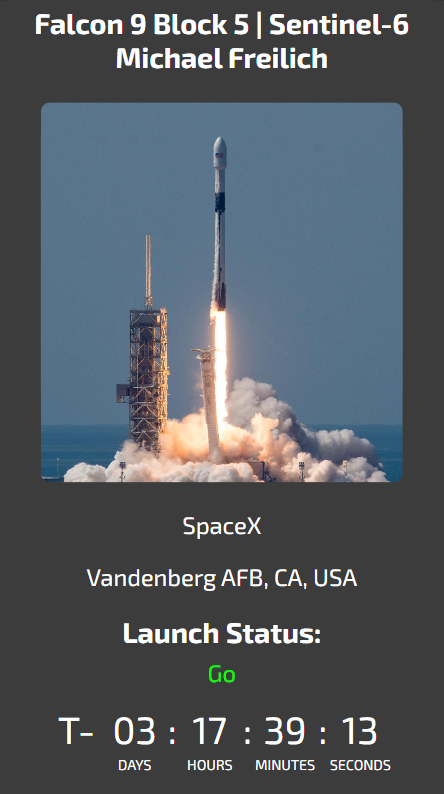 Falcon 9 Block 5 | Sentinel-6
Michael Freilich
SpaceX
Vandenberg AFB, CA, USA
Launch Status:
Go
T- 03 : 17 : 39 : 13
DAYS HOURS MINUTES SECONDS